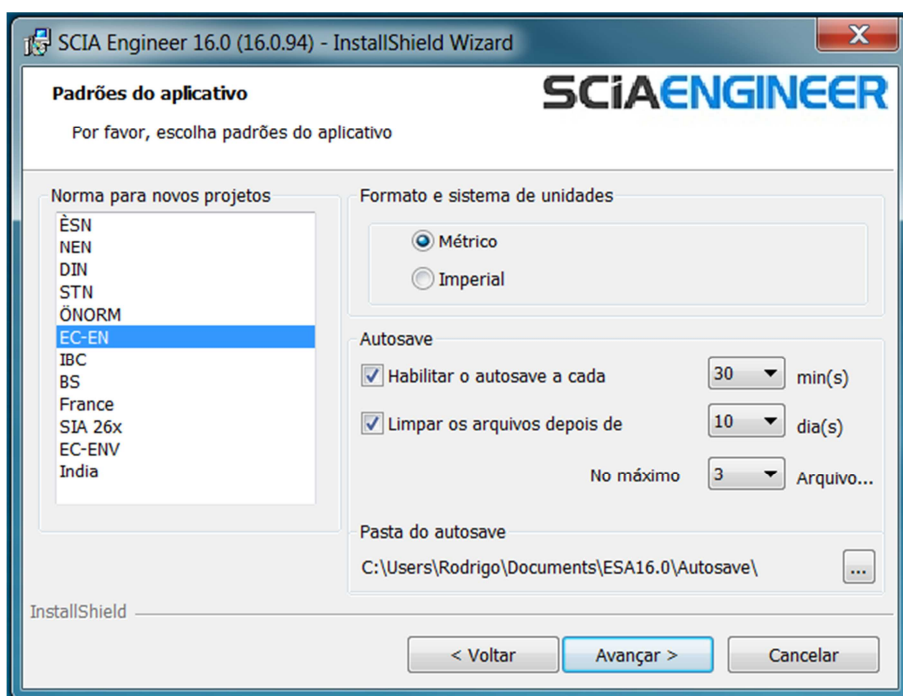 SCIA Engineer 16.0 (16.0.94) - InstallShield Wizard
Padrões do aplicativo
SCiAENGINEER
Por favor, escolha padrões do aplicativo
Norma para novos projetos
ÈSN
NEN
DIN
STN
ÖNORM
EC-EN
IBC
BS
France
SIA 26x
EC-ENV
India
Formato e sistema de unidades
Métrico
Imperial
Autosave
Habilitar o autosave a cada 30 min(s)
Limpar os arquivos depois de 10 dia(s)
No máximo 3 Arquivo...
Pasta do autosave
C:\Users\Rodrigo\Documents\ESA16.0\Autosave\ ...
InstallShield
< Voltar Avançar > Cancelar